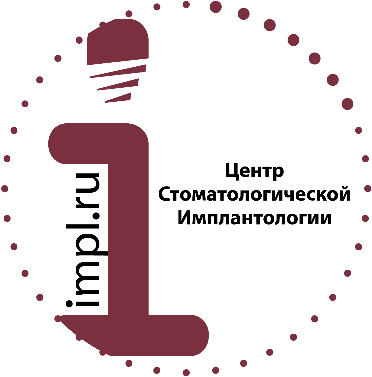 impl.ru
Центр
Стоматологической
Имплантологии